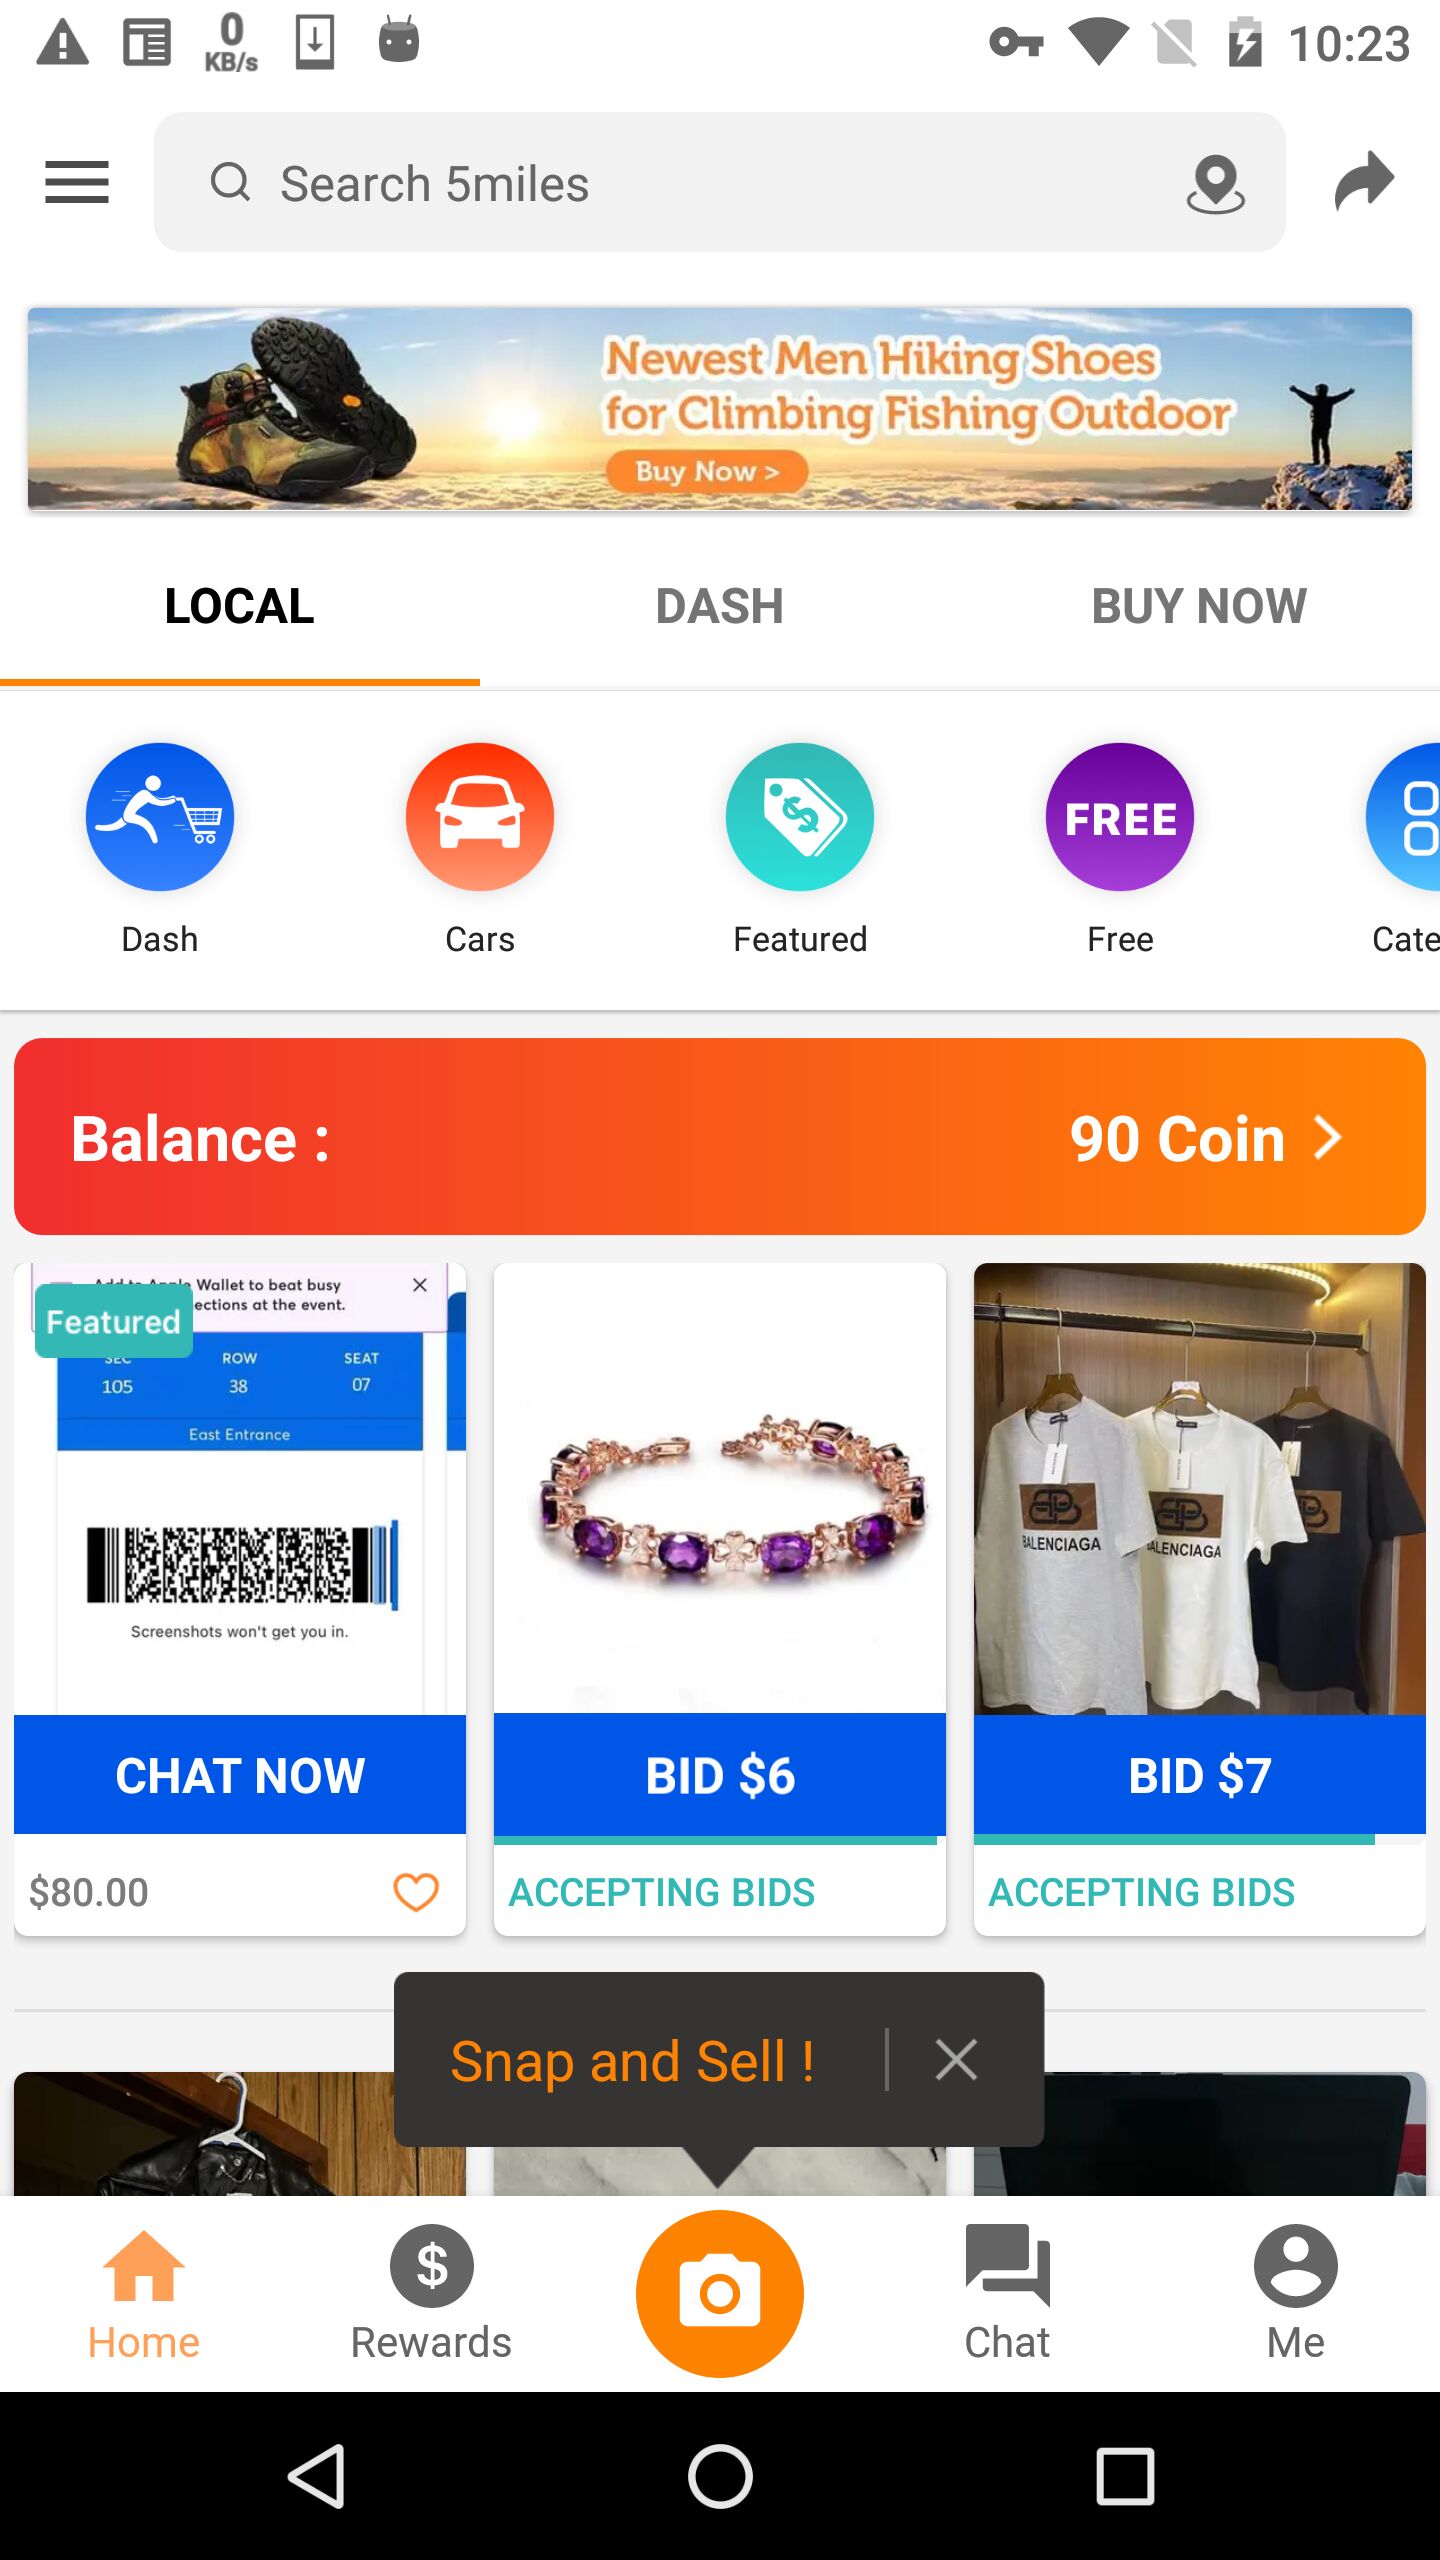 0
KB/s
10:23
Search 5miles
Newest Men Hiking Shoes
for Climbing Fishing Outdoor
Buy Now >
LOCAL
DASH
BUY NOW
FREE
Dash
Cars
Featured
Free
Cate
Balance :
90 Coin
Add to Apple Wallet to beat busy
ections at the event.
Featured
SEC
ROW
SEAT
105
38
07
East Entrance
Screenshots won't get you in.
BALENCIAGA
BALENCIAGA
CHAT NOW
BID $6
BID $7
$80.00
ACCEPTING BIDS
ACCEPTING BIDS
Snap and Sell !
Home
Rewards
Chat
Me